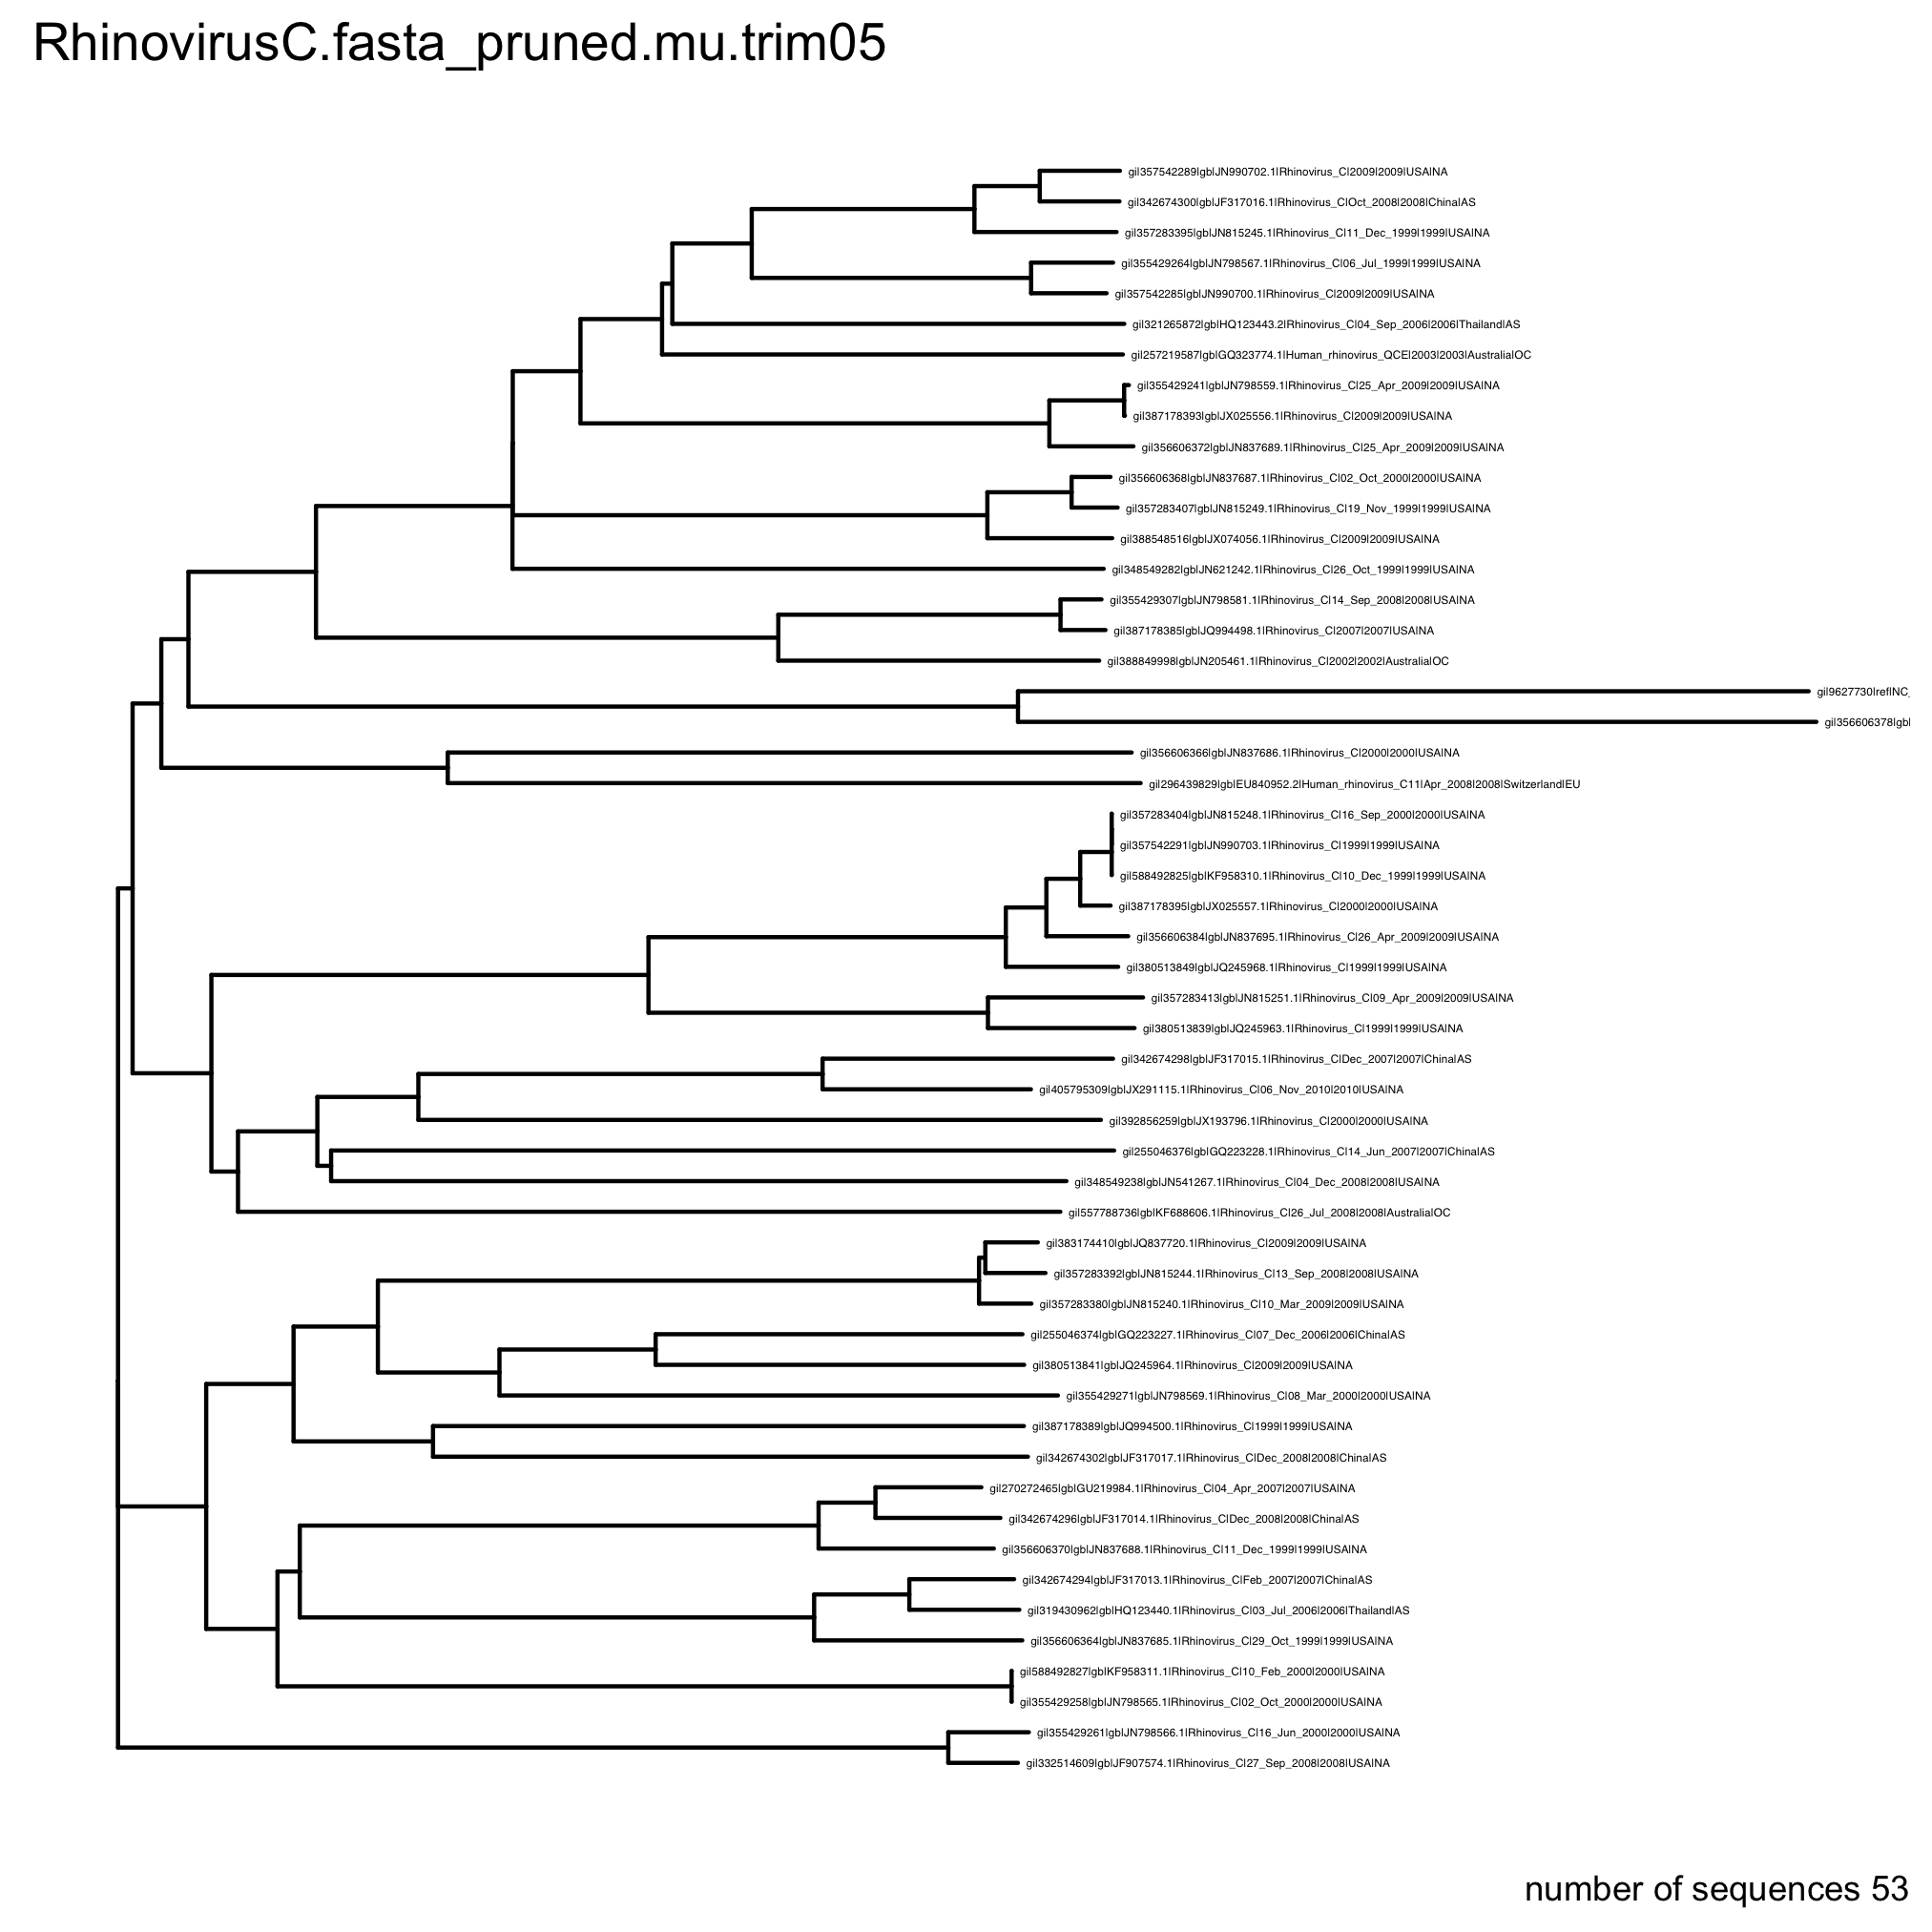 RhinovirusC.fasta_pruned.mu.trim05
gi|357542289|gb|JN990702.1|Rhinovirus_C|2009|2009|USA|NA
gi|342674300|gb|JF317016.1|Rhinovirus_C|Oct_2008|2008|China|AS
gi|357283395|gb|JN815245.1|Rhinovirus_C|11_Dec_1999|1999|USA|NA
gi|355429264|gb|JN798567.1|Rhinovirus_C|06_Jul_1999|1999|USA|NA
gi|357542285|gb|JN990700.1|Rhinovirus_C|2009|2009|USA|NA
gi|321265872|gb|HQ123443.2|Rhinovirus_C|04_Sep_2006|2006|Thailand|AS
gi|257219587|gb|GQ323774.1|Human_rhinovirus_QCE|2003|2003|Australia|OC
gi|355429241|gb|JN798559.1|Rhinovirus_C|25_Apr_2009|2009|USA|NA
gi|387178393|gb|JX025556.1|Rhinovirus_C|2009|2009|USA|NA
gi|356606372|gb|JN837689.1|Rhinovirus_C|25_Apr_2009|2009|USA|NA
gi|356606368|gb|JN837687.1|Rhinovirus_C|02_Oct_2000|2000|USA|NA
gi|357283407|gb|JN815249.1|Rhinovirus_C|19_Nov_1999|1999|USA|NA
gi|388548516|gb|JX074056.1|Rhinovirus_C|2009|2009|USA|NA
gi|348549282|gb|JN621242.1|Rhinovirus_C|26_Oct_1999|1999|USA|NA
gi|355429307|gb|JN798581.1|Rhinovirus_C|14_Sep_2008|2008|USA|NA
gi|387178385|gb|JQ994498.1|Rhinovirus_C|2007|2007|USA|NA
gi|388849998|gb|JN205461.1|Rhinovirus_C|2002|2002|Australia|OC
gi|9627730|ref|NC_
gi|356606378|gb|
gi|356606366|gb|JN837686.1|Rhinovirus_C|2000|2000|USA|NA
gi|296439829|gb|EU840952.2|Human_rhinovirus_C11|Apr_2008|2008|Switzerland|EU
gi|357283404|gb|JN815248.1|Rhinovirus_C|16_Sep_2000|2000|USA|NA
gi|357542291|gb|JN990703.1|Rhinovirus_C|1999|1999|USA|NA
gi|588492825|gb|KF958310.1|Rhinovirus_C|10_Dec_1999|1999|USA|NA
gi|387178395|gb|JX025557.1|Rhinovirus_C|2000|2000|USA|NA
gi|356606384|gb|JN837695.1|Rhinovirus_C|26_Apr_2009|2009|USA|NA
gi|380513849|gb|JQ245968.1|Rhinovirus_C|1999|1999|USA|NA
gi|357283413|gb|JN815251.1|Rhinovirus_C|09_Apr_2009|2009|USA|NA
gi|380513839|gb|JQ245963.1|Rhinovirus_C|1999|1999|USA|NA
gi|342674298|gb|JF317015.1|Rhinovirus_C|Dec_2007|2007|China|AS
gi|405795309|gb|JX291115.1|Rhinovirus_C|06_Nov_2010|2010|USA|NA
gi|392856259|gb|JX193796.1|Rhinovirus_C|2000|2000|USA|NA
gi|255046376|gb|GQ223228.1|Rhinovirus_C|14_Jun_2007|2007|China|AS
gi|348549238|gb|JN541267.1|Rhinovirus_C|04_Dec_2008|2008|USA|NA
gi|557788736|gb|KF688606.1|Rhinovirus_C|26_Jul_2008|2008|Australia|OC
gi|383174410|gb|JQ837720.1|Rhinovirus_C|2009|2009|USA|NA
gi|357283392|gb|JN815244.1|Rhinovirus_C|13_Sep_2008|2008|USA|NA
gi|357283380|gb|JN815240.1|Rhinovirus_C|10_Mar_2009|2009|USA|NA
gi|255046374|gb|GQ223227.1|Rhinovirus_C|07_Dec_2006|2006|China|AS
gi|380513841|gb|JQ245964.1|Rhinovirus_C|2009|2009|USA|NA
gi|355429271|gb|JN798569.1|Rhinovirus_C|08_Mar_2000|2000|USA|NA
gi|387178389|gb|JQ994500.1|Rhinovirus_C|1999|1999|USA|NA
gi|342674302|gb|JF317017.1|Rhinovirus_C|Dec_2008|2008|China|AS
gi|270272465|gb|GU219984.1|Rhinovirus_C|04_Apr_2007|2007|USA|NA
gi|342674296|gb|JF317014.1|Rhinovirus_C|Dec_2008|2008|China|AS
gi|356606370|gb|JN837688.1|Rhinovirus_C|11_Dec_1999|1999|USA|NA
gi|342674294|gb|JF317013.1|Rhinovirus_C|Feb_2007|2007|China|AS
gi|319430962|gb|HQ123440.1|Rhinovirus_C|03_Jul_2006|2006|Thailand|AS
gi|356606364|gb|JN837685.1|Rhinovirus_C|29_Oct_1999|1999|USA|NA
gi|588492827|gb|KF958311.1|Rhinovirus_C|10_Feb_2000|2000|USA|NA
gi|355429258|gb|JN798565.1|Rhinovirus_C|02_Oct_2000|2000|USA|NA
gi|355429261|gb|JN798566.1|Rhinovirus_C|16_Jun_2000|2000|USA|NA
gi|332514609|gb|JF907574.1|Rhinovirus_C|27_Sep_2008|2008|USA|NA
number of sequences 53